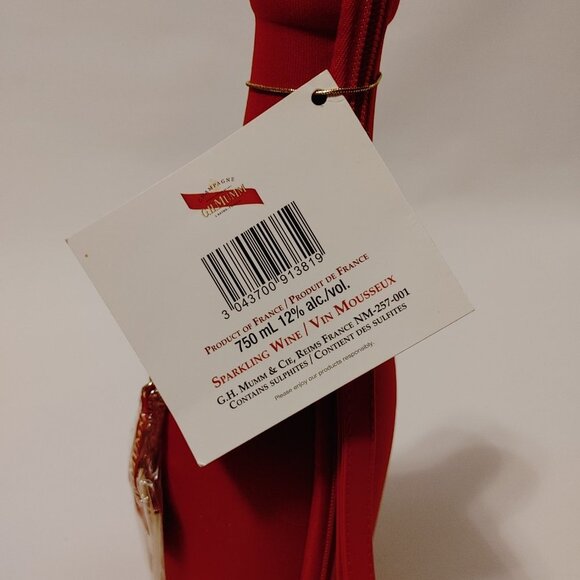 CHAMPAGNE
G.H.MUMM
3 043700 913819
PRODUCT OF FRANCE / PRODUIT DE FRANCE
750 mL 12% alc./vol.
SPARKLING WINE / VIN MOUSSEUX
G.H. MUMM & CIE, REIMS FRANCE NM-257-001
CONTAINS SULPHITES / CONTIENT DES SULFITES
Please enjoy our products responsibly.